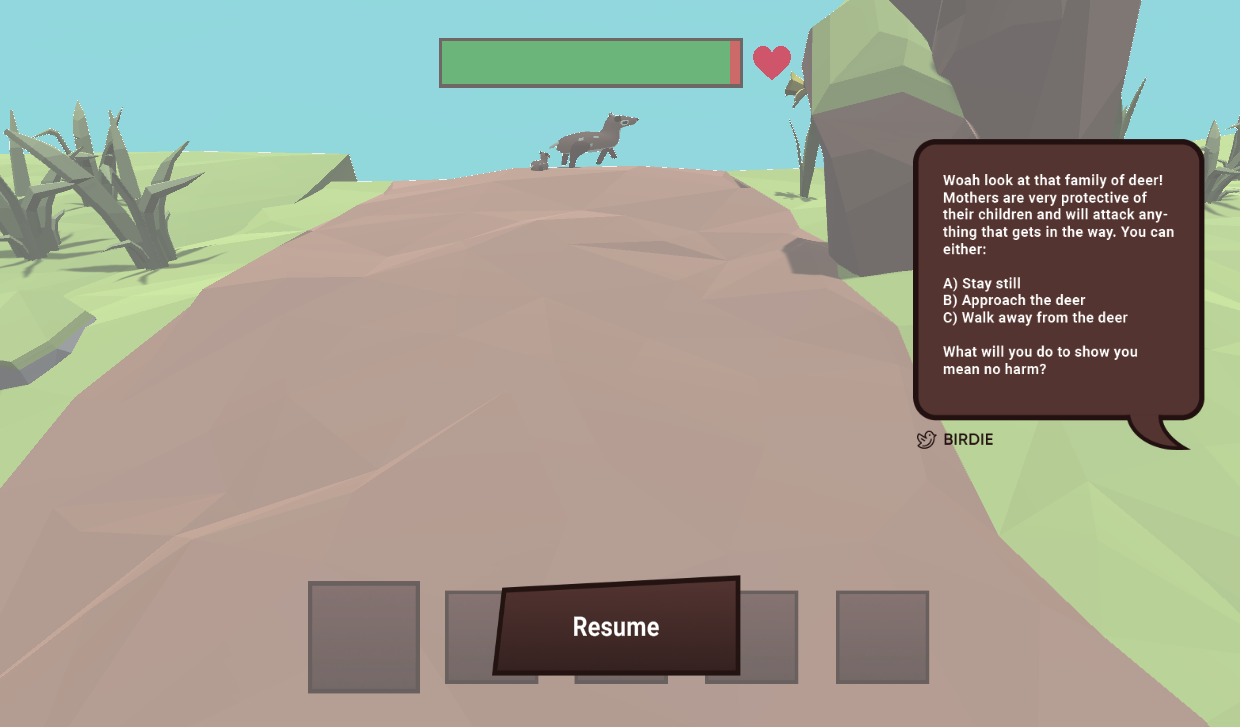 Woah look at that family of deer!
Mothers are very protective of
their children and will attack any-
thing that gets in the way. You can
either:
A) Stay still
B) Approach the deer
C) Walk away from the deer
What will you do to show you
mean no harm?
BIRDIE
Resume